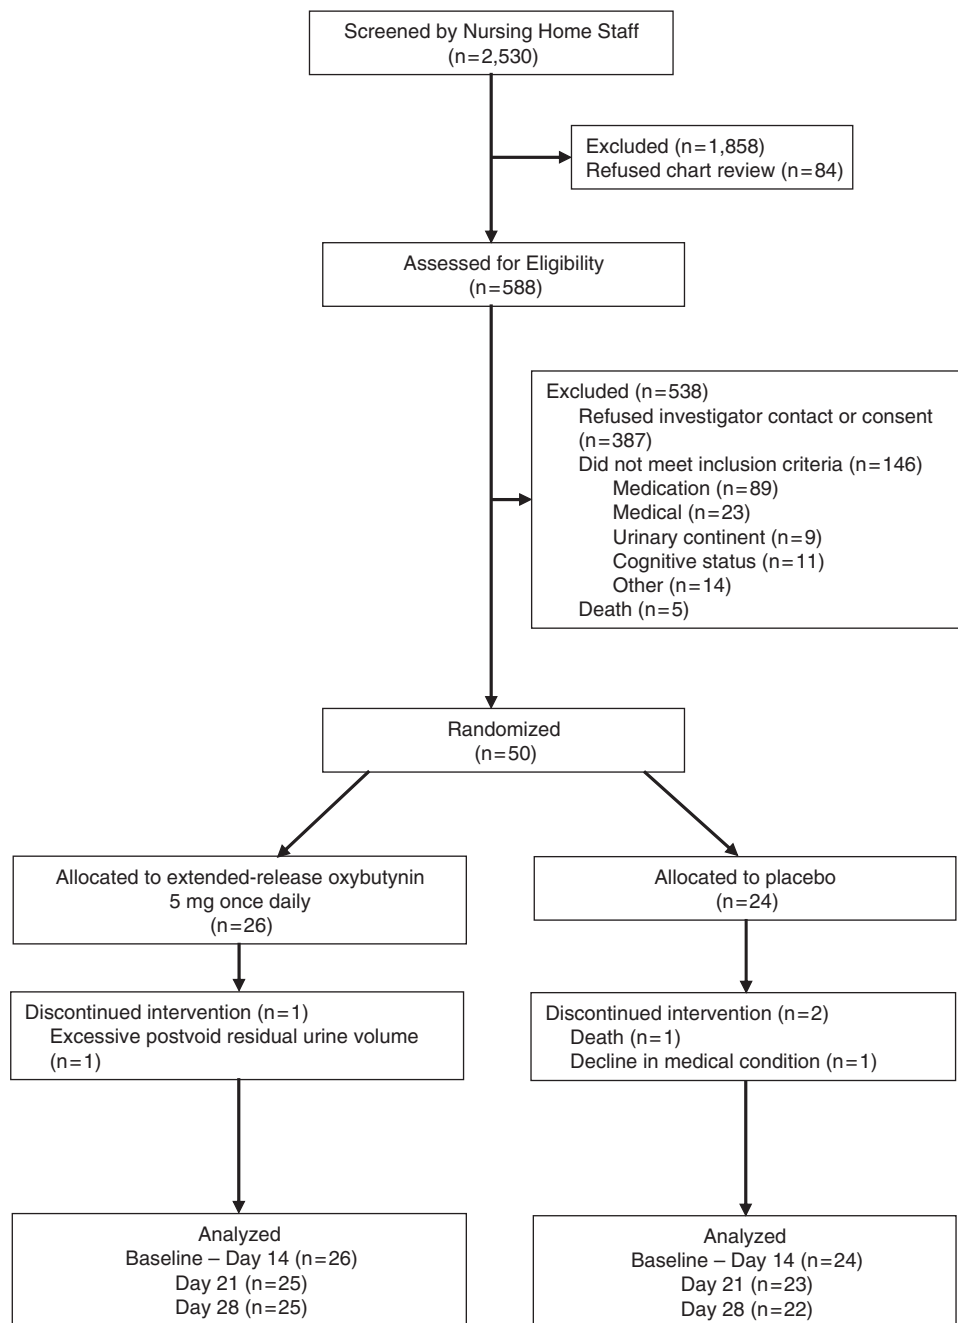 Screened by Nursing Home Staff
(n=2,530)
Excluded (n=1,858)
Refused chart review (n=84)
Assessed for Eligibility
(n=588)
Excluded (n=538)
Refused investigator contact or consent
(n=387)
Did not meet inclusion criteria (n=146)
Medication (n=89)
Medical (n=23)
Urinary continent (n=9)
Cognitive status (n=11)
Other (n=14)
Death (n=5)
Randomized
(n=50)
Allocated to extended-release oxybutynin
5 mg once daily
(n=26)
Allocated to placebo
(n=24)
Discontinued intervention (n=1)
Excessive postvoid residual urine volume
(n=1)
Discontinued intervention (n=2)
Death (n=1)
Decline in medical condition (n=1)
Analyzed
Baseline – Day 14 (n=26)
Day 21 (n=25)
Day 28 (n=25)
Analyzed
Baseline – Day 14 (n=24)
Day 21 (n=23)
Day 28 (n=22)